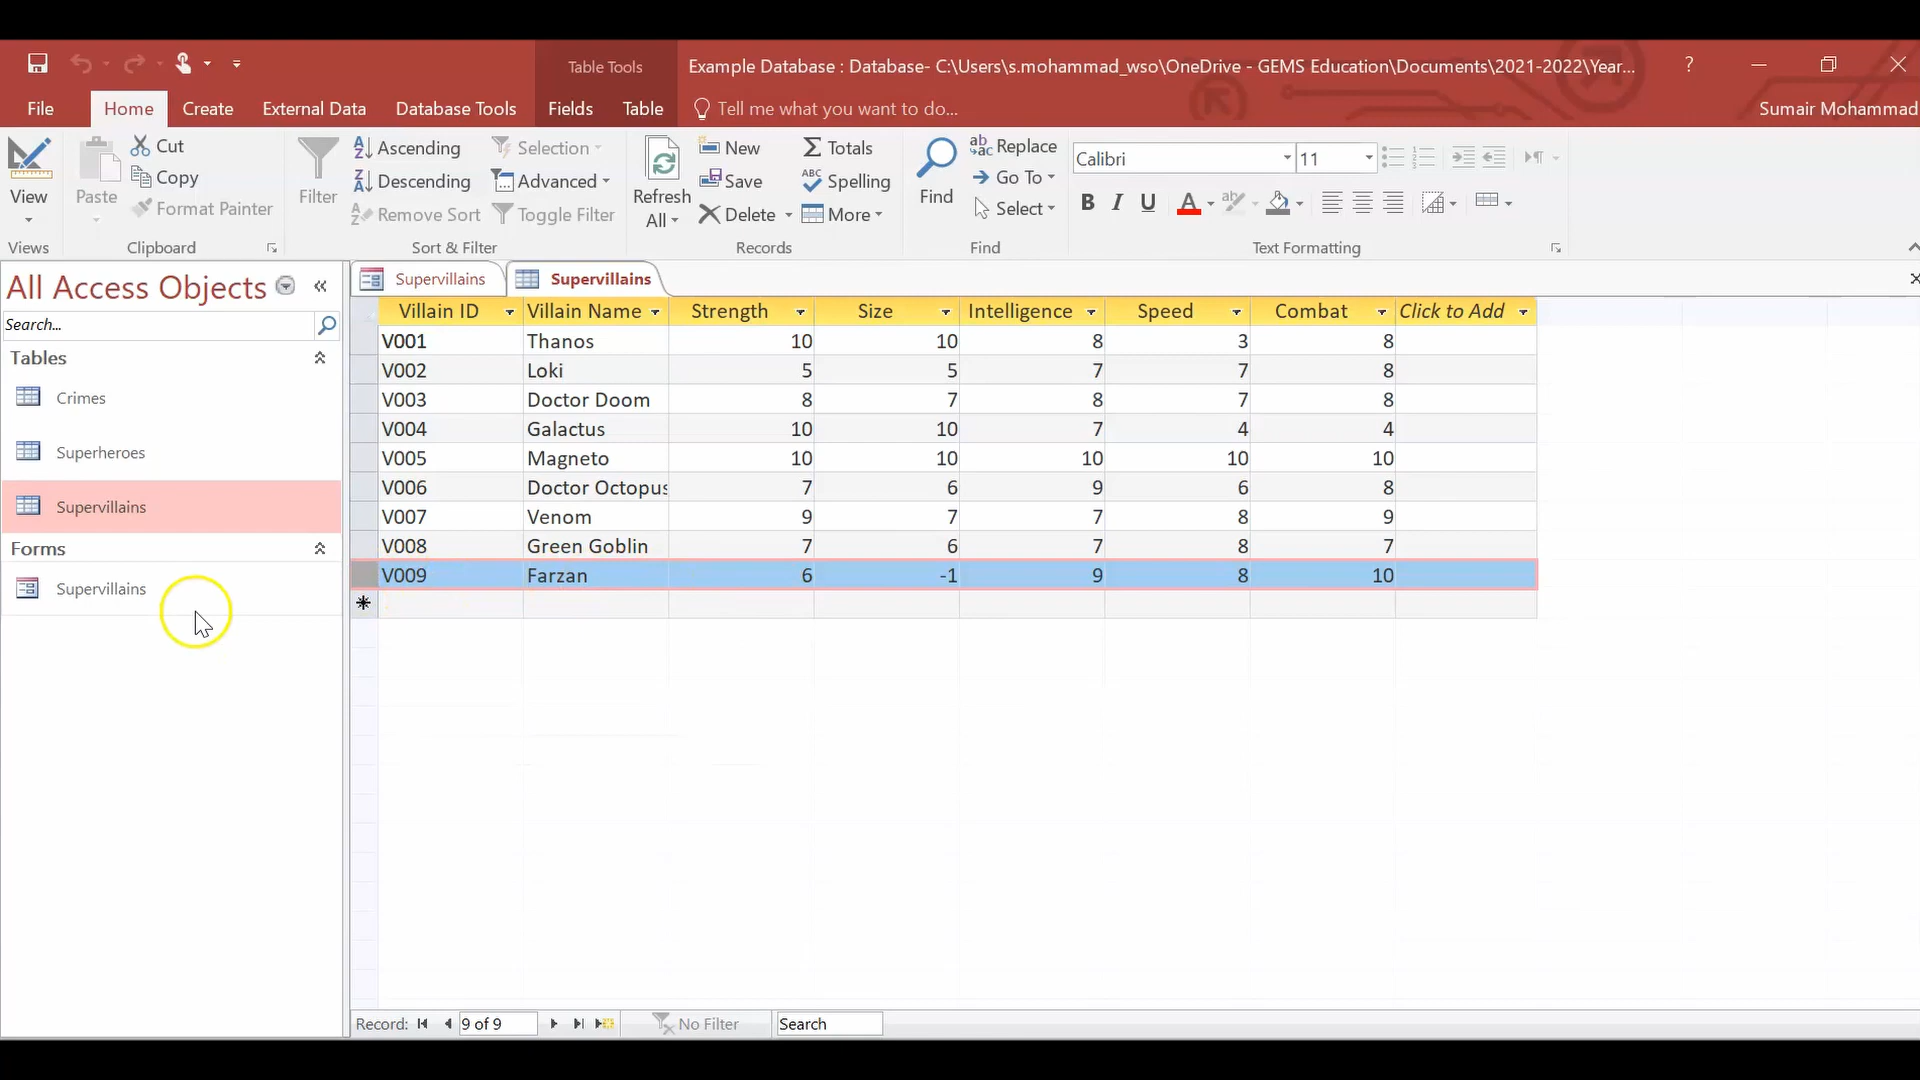 Table Tools
Example Database : Database- C:\Users\s.mohammad_wso\OneDrive - GEMS Education\Documents\2021-2022\Year...
?
File
Home
Create
External Data
Database Tools
Fields
Table
Tell me what you want to do...
Sumair Mohammad
View
Views
Paste
Cut
Copy
Format Painter
Clipboard
Filter
Ascending
Descending
Remove Sort
Selection
Advanced
Toggle Filter
Sort & Filter
Refresh
All
New
Save
Delete
Totals
Spelling
More
Records
Find
Replace
Go To
Select
Find
Calibri
11
B I U
Text Formatting
All Access Objects
Search...
Tables
Crimes
Superheroes
Supervillains
Forms
Supervillains
Supervillains
Supervillains
Villain ID Villain Name Strength Size Intelligence Speed Combat Click to Add
V001 Thanos 10 10 8 3 8
V002 Loki 5 5 7 7 8
V003 Doctor Doom 8 7 8 7 8
V004 Galactus 10 10 7 4 4
V005 Magneto 10 10 10 10 10
V006 Doctor Octopus 7 6 9 6 8
V007 Venom 9 7 7 8 9
V008 Green Goblin 7 6 7 8 7
V009 Farzan 6 -1 9 8 10
Record: 9 of 9 No Filter Search